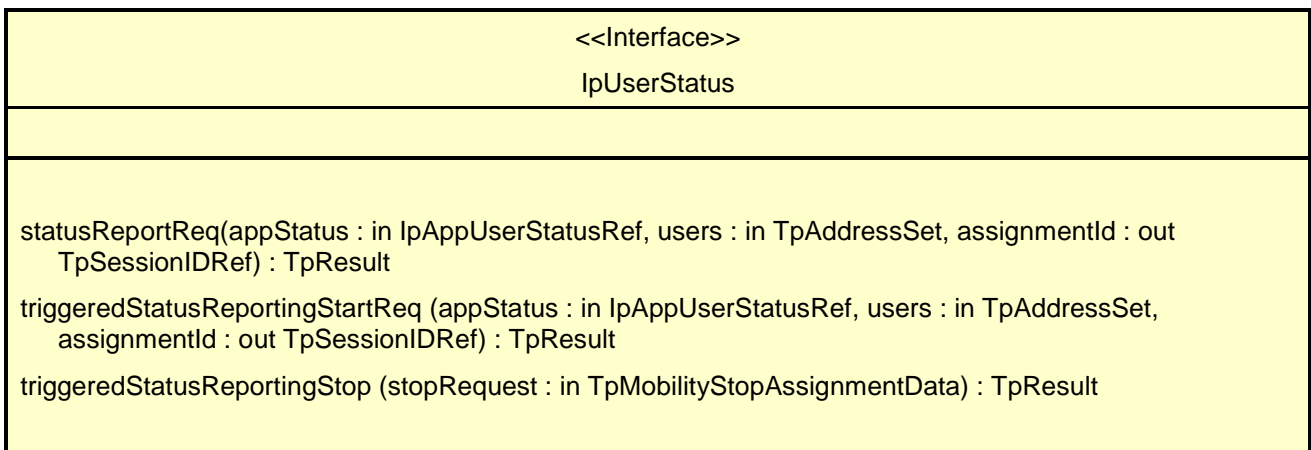 <<Interface>>
IpUserStatus
statusReportReq(appStatus : in IpAppUserStatusRef, users : in TpAddressSet, assignmentId : out
TpSessionIDRef) : TpResult
triggeredStatusReportingStartReq (appStatus : in IpAppUserStatusRef, users : in TpAddressSet,
assignmentId : out TpSessionIDRef) : TpResult
triggeredStatusReportingStop (stopRequest : in TpMobilityStopAssignmentData) : TpResult